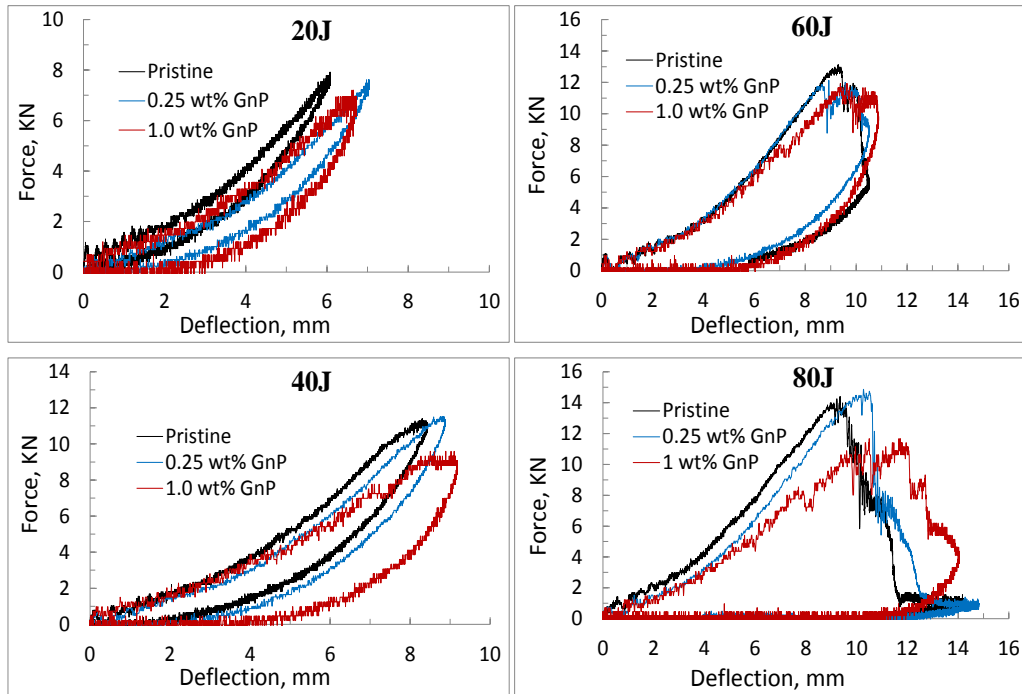 20J
Force, KN
10
8
6
4
2
0
Pristine
0.25 wt% GnP
1.0 wt% GnP
0 2 4 6 8 10
Deflection, mm
60J
Force, KN
16
14
12
10
8
6
4
2
0
Pristine
0.25 wt% GnP
1.0 wt% GnP
0 2 4 6 8 10 12 14 16
Deflection, mm
40J
Force, KN
14
12
10
8
6
4
2
0
Pristine
0.25 wt% GnP
1.0 wt% GnP
0 2 4 6 8 10
Deflection, mm
80J
Force, KN
16
14
12
10
8
6
4
2
0
Pristine
0.25 wt% GnP
1 wt% GnP
0 2 4 6 8 10 12 14 16
Deflection, mm